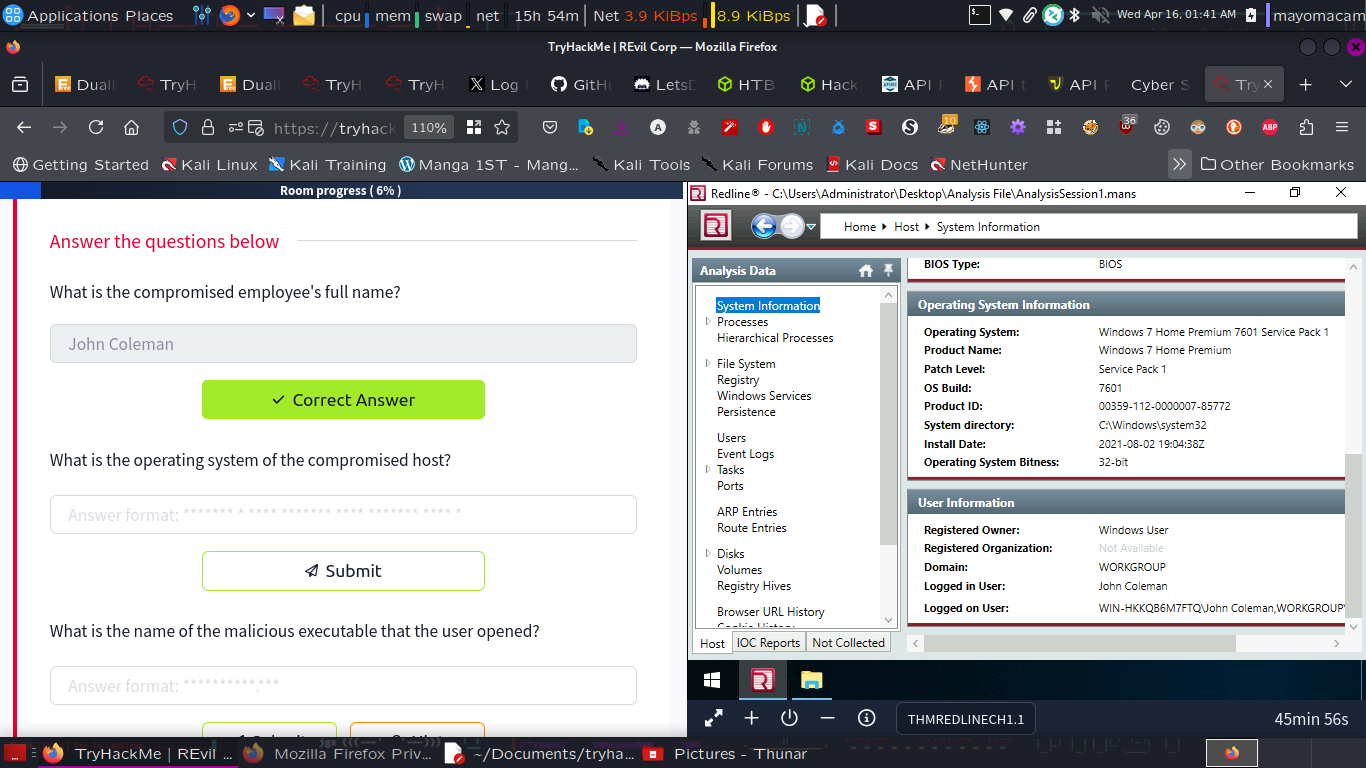 Applications Places cpu mem swap net 15h 54m Net 3.9 KiBps 8.9 KiBps Wed Apr 16, 01:41 AM mayomacam
TryHackMe | REvil Corp — Mozilla Firefox
Duall TryH Duall TryH TryH Log GitHu LetsD HTB Hack API API t API Cyber S Try
https://tryhack 110% A N S 10 36 ABP
Getting Started Kali Linux Kali Training Manga 1ST - Mang... Kali Tools Kali Forums Kali Docs NetHunter Other Bookmarks
Room progress ( 6% )
Answer the questions below
What is the compromised employee's full name?
John Coleman
Correct Answer
What is the operating system of the compromised host?
Answer format: ******* * **** ******* **** ******* **** *
Submit
What is the name of the malicious executable that the user opened?
Answer format: **********.***
Redline® - C:\Users\Administrator\Desktop\Analysis File\AnalysisSession1.mans
Home Host System Information
Analysis Data
System Information
Processes
Hierarchical Processes
File System
Registry
Windows Services
Persistence
Users
Event Logs
Tasks
Ports
ARP Entries
Route Entries
Disks
Volumes
Registry Hives
Browser URL History
Cookie History
Host IOC Reports Not Collected
BIOS Type: BIOS
Operating System Information
Operating System: Windows 7 Home Premium 7601 Service Pack 1
Product Name: Windows 7 Home Premium
Patch Level: Service Pack 1
OS Build: 7601
Product ID: 00359-112-0000007-85772
System directory: C:\Windows\system32
Install Date: 2021-08-02 19:04:38Z
Operating System Bitness: 32-bit
User Information
Registered Owner: Windows User
Registered Organization: Not Available
Domain: WORKGROUP
Logged in User: John Coleman
Logged on User: WIN-HKKQB6M7FTQ\John Coleman,WORKGROUP\
THMREDLINECH1.1 45min 56s
TryHackMe | REvil ... Mozilla Firefox Priv... ~/Documents/tryha... Pictures - Thunar